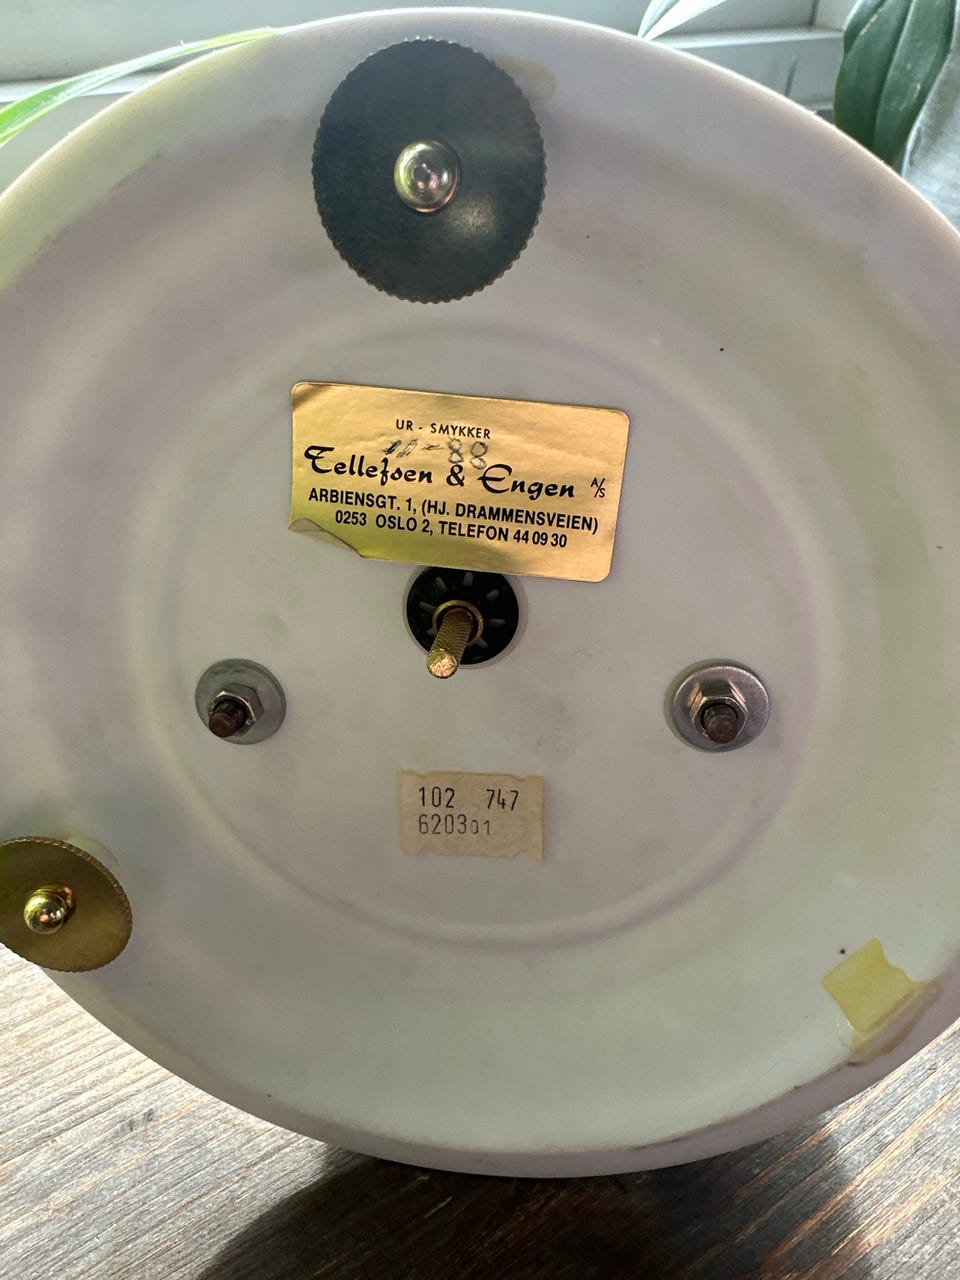 UR - SMYKKER
11-88
Tellefsen & Engen A/S
ARBIENSGT. 1, (HJ. DRAMMENSVEIEN)
0253 OSLO 2, TELEFON 44 09 30
102 747
620301